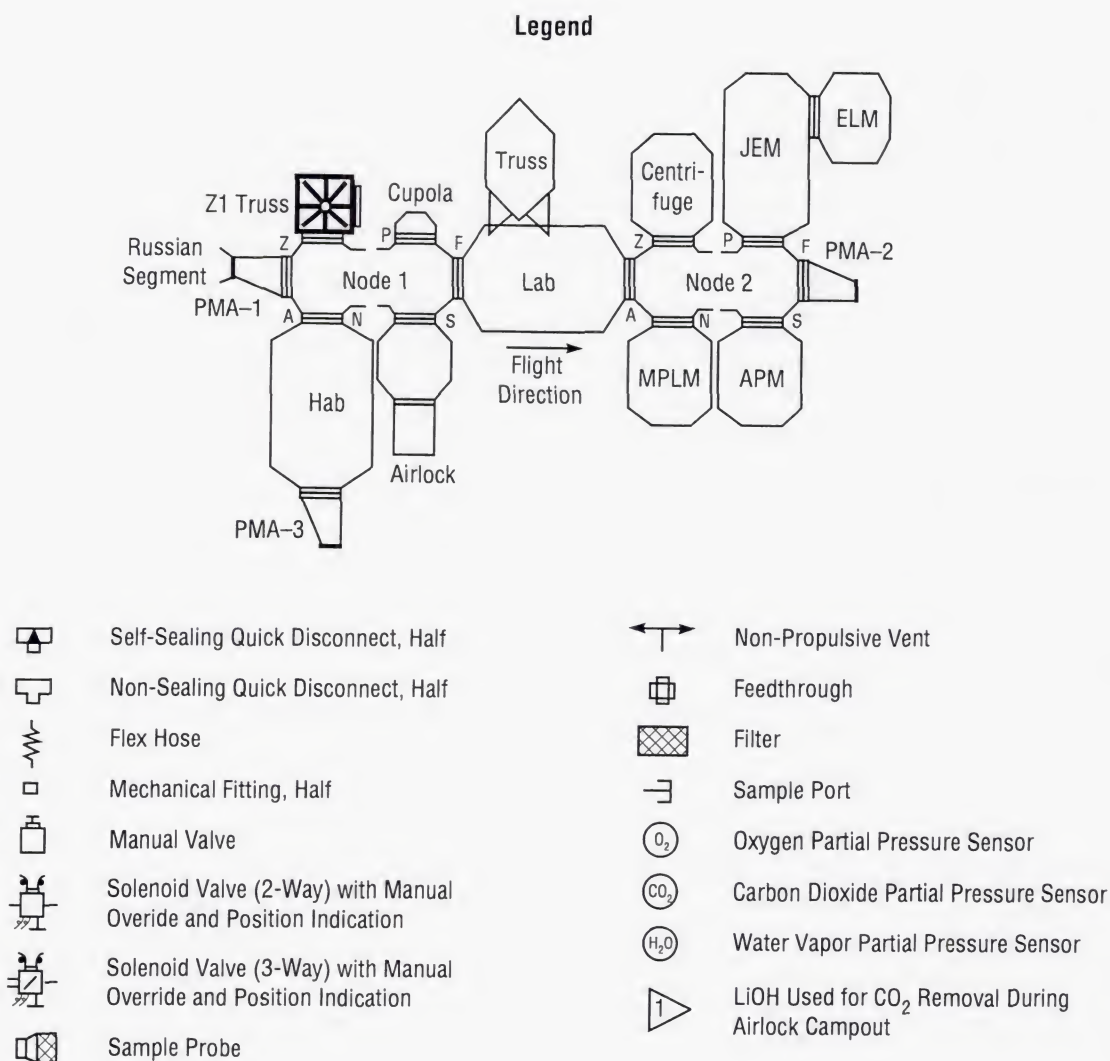 Legend
Truss
Z1 Truss
Cupola
Centri-
fuge
JEM
ELM
Russian
Segment
Z
P
F
Z
P
F
PMA–2
Node 1
Lab
Node 2
PMA–1
A
N
S
A
N
S
Flight
Direction
Hab
MPLM
APM
Airlock
PMA–3
Self-Sealing Quick Disconnect, Half
Non-Sealing Quick Disconnect, Half
Flex Hose
Mechanical Fitting, Half
Manual Valve
Solenoid Valve (2-Way) with Manual
Overide and Position Indication
Solenoid Valve (3-Way) with Manual
Override and Position Indication
Sample Probe
Non-Propulsive Vent
Feedthrough
Filter
Sample Port
O2 Oxygen Partial Pressure Sensor
CO2 Carbon Dioxide Partial Pressure Sensor
H2O Water Vapor Partial Pressure Sensor
1 LiOH Used for CO2 Removal During
Airlock Campout